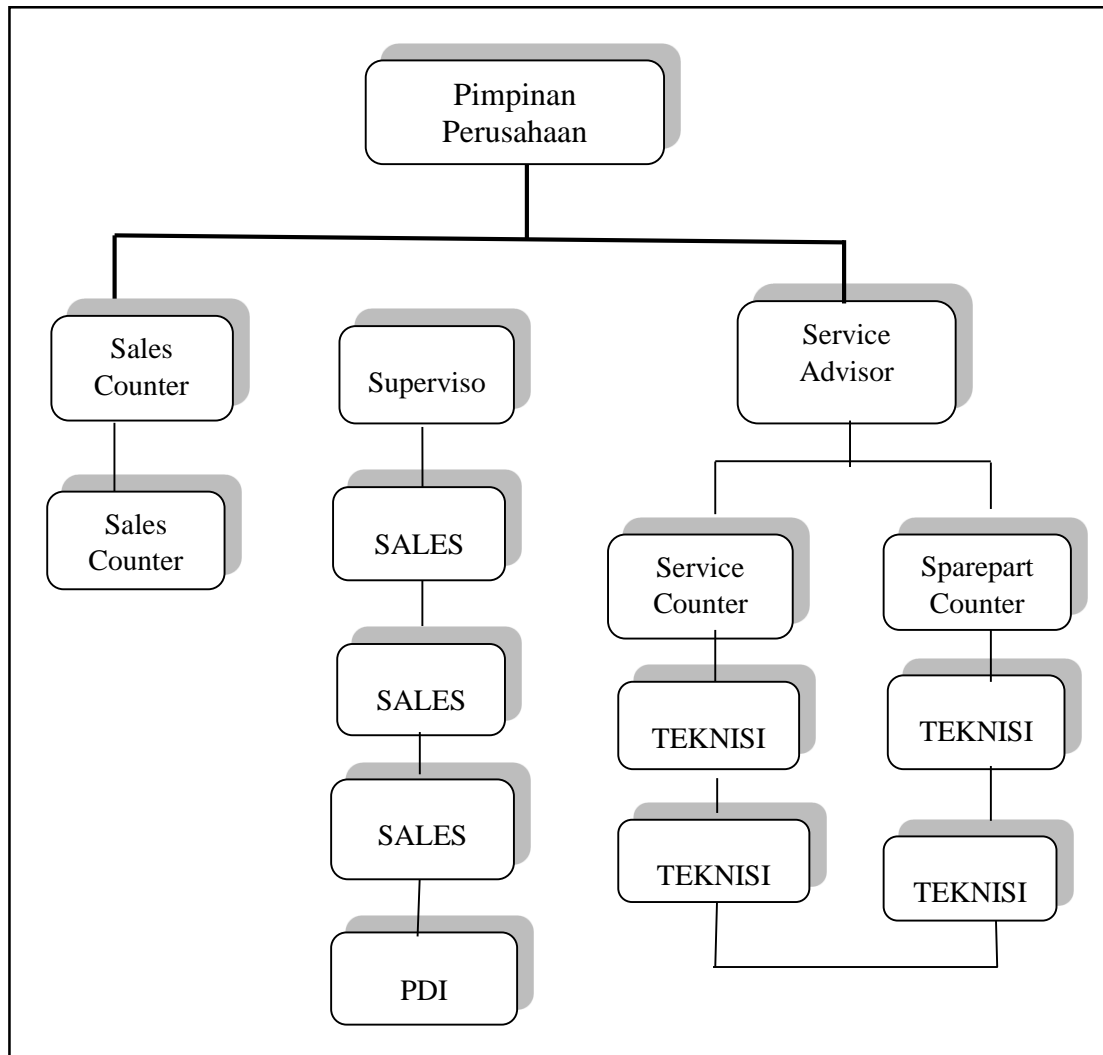 Pimpinan
Perusahaan
Sales
Counter
Superviso
Service
Advisor
Sales
Counter
SALES
Service
Counter
Sparepart
Counter
SALES
TEKNISI
TEKNISI
SALES
TEKNISI
TEKNISI
PDI